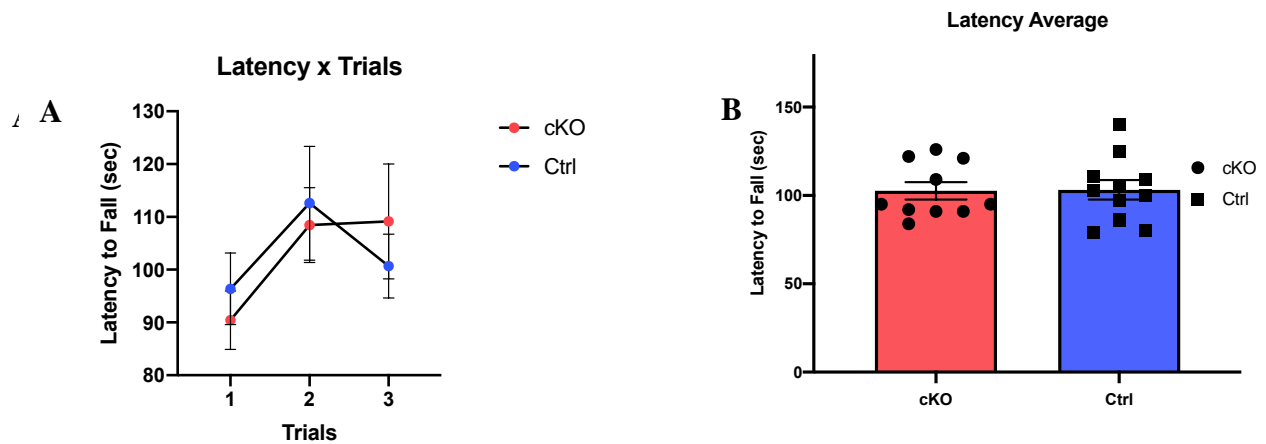 Latency x Trials
A
Latency to Fall (sec)
130
120
110
100
90
80
1 2 3
Trials
cKO
Ctrl
Latency Average
B
Latency to Fall (sec)
150
100
50
0
cKO Ctrl
cKO
Ctrl